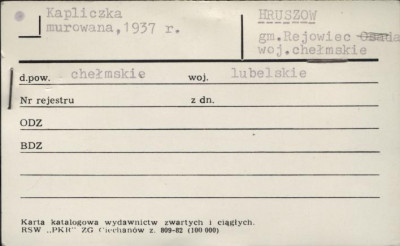 Kapliczka
murowana,1937 r.
HRUSZÓW
gm.Rejowiec Osada
woj.chełmskie
d.pow. chełmskie woj. lubelskie
Nr rejestru z dn.
ODZ
BDZ
Karta katalogowa wydawnictw zwartych i ciągłych.
RSW „PKR" ZG Ciechanów z. 809-82 (100 000)